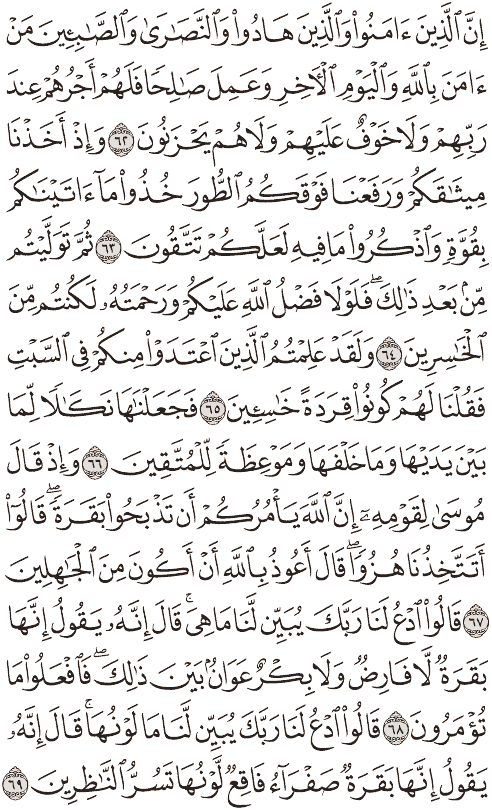 إِنَّ ٱلَّذِينَ ءَامَنُواْ وَٱلَّذِينَ هَادُواْ وَٱلنَّصَٰرَىٰ وَٱلصَّٰبِـِٔينَ مَنْ
ءَامَنَ بِٱللَّهِ وَٱلْيَوْمِ ٱلْأَخِرِ وَعَمِلَ صَٰلِحًا فَلَهُمْ أَجْرُهُمْ عِندَ
رَبِّهِمْ وَلَا خَوْفٌ عَلَيْهِمْ وَلَا هُمْ يَحْزَنُونَ ٦٢ وَإِذْ أَخَذْنَا
مِيثَٰقَكُمْ وَرَفَعْنَا فَوْقَكُمُ ٱلطُّورَ خُذُواْ مَآ ءَاتَيْنَٰكُم
بِقُوَّةٍ وَٱذْكُرُواْ مَا فِيهِ لَعَلَّكُمْ تَتَّقُونَ ٦٣ ثُمَّ تَوَلَّيْتُم
مِّنۢ بَعْدِ ذَٰلِكَۖ فَلَوْلَا فَضْلُ ٱللَّهِ عَلَيْكُمْ وَرَحْمَتُهُۥ لَكُنتُم مِّنَ
ٱلْخَٰسِرِينَ ٦٤ وَلَقَدْ عَلِمْتُمُ ٱلَّذِينَ ٱعْتَدَوْاْ مِنكُمْ فِى ٱلسَّبْتِ
فَقُلْنَا لَهُمْ كُونُواْ قِرَدَةً خَٰسِـِٔينَ ٦٥ فَجَعَلْنَٰهَا نَكَٰلًا لِّمَا
بَيْنَ يَدَيْهَا وَمَا خَلْفَهَا وَمَوْعِظَةً لِّلْمُتَّقِينَ ٦٦ وَإِذْ قَالَ
مُوسَىٰ لِقَوْمِهِۦٓ إِنَّ ٱللَّهَ يَأْمُرُكُمْ أَن تَذْبَحُواْ بَقَرَةًۖ قَالُوٓاْ
أَتَتَّخِذُنَا هُزُوًاۖ قَالَ أَعُوذُ بِٱللَّهِ أَنْ أَكُونَ مِنَ ٱلْجَٰهِلِينَ
٦٧ قَالُواْ ٱدْعُ لَنَا رَبَّكَ يُبَيِّن لَّنَا مَا هِىَۚ قَالَ إِنَّهُۥ يَقُولُ إِنَّهَا
بَقَرَةٌ لَّا فَارِضٌ وَلَا بِكْرٌ عَوَانٌۢ بَيْنَ ذَٰلِكَۖ فَٱفْعَلُواْ مَا
تُؤْمَرُونَ ٦٨ قَالُواْ ٱدْعُ لَنَا رَبَّكَ يُبَيِّن لَّنَا مَا لَوْنُهَاۚ قَالَ إِنَّهُۥ
يَقُولُ إِنَّهَا بَقَرَةٌ صَفْرَآءُ فَاقِعٌ لَّوْنُهَا تَسُرُّ ٱلنَّٰظِرِينَ ٦٩